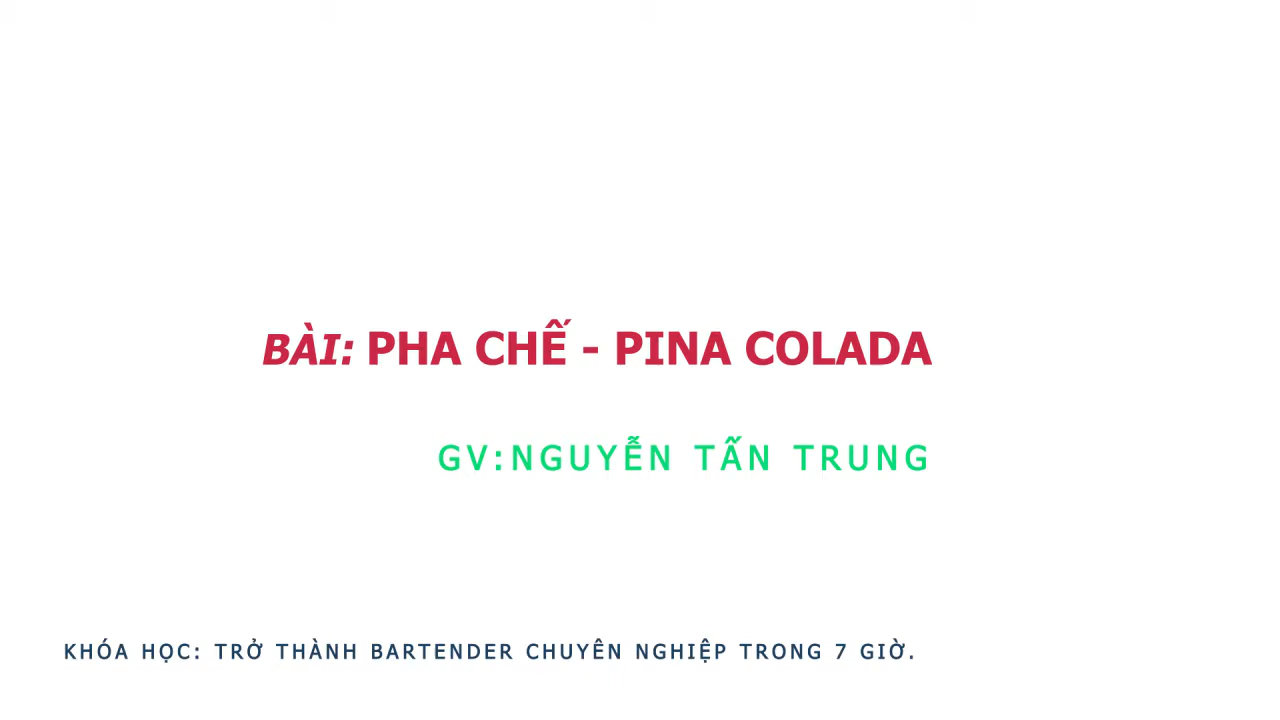 BÀI: PHA CHẾ - PINA COLADA
GV:NGUYỄN TẤN TRUNG
KHÓA HỌC: TRỞ THÀNH BARTENDER CHUYÊN NGHIỆP TRONG 7 GIỜ.